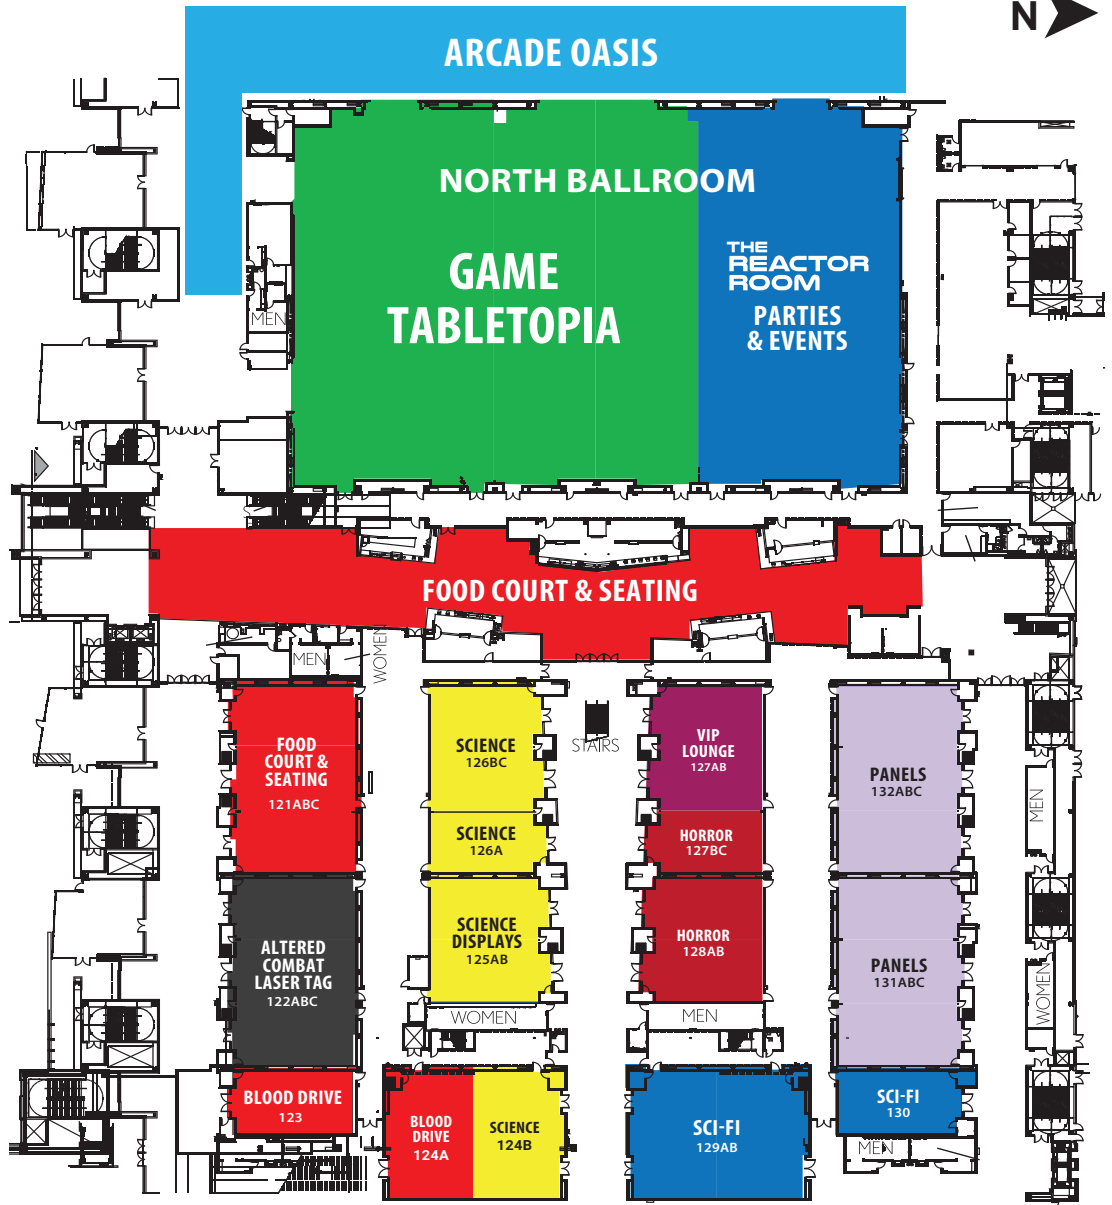 N
ARCADE OASIS
NORTH BALLROOM
GAME
TABLETOPIA
THE
REACTOR
ROOM
PARTIES
& EVENTS
MEN
FOOD COURT & SEATING
MEN
WOMEN
STAIRS
FOOD
COURT &
SEATING
121ABC
SCIENCE
126BC
VIP
LOUNGE
127AB
PANELS
132ABC
MEN
SCIENCE
126A
HORROR
127BC
ALTERED
COMBAT
LASER TAG
122ABC
SCIENCE
DISPLAYS
125AB
HORROR
128AB
PANELS
131ABC
WOMEN
WOMEN
MEN
BLOOD DRIVE
123
BLOOD
DRIVE
124A
SCIENCE
124B
SCI-FI
129AB
SCI-FI
130
MEN